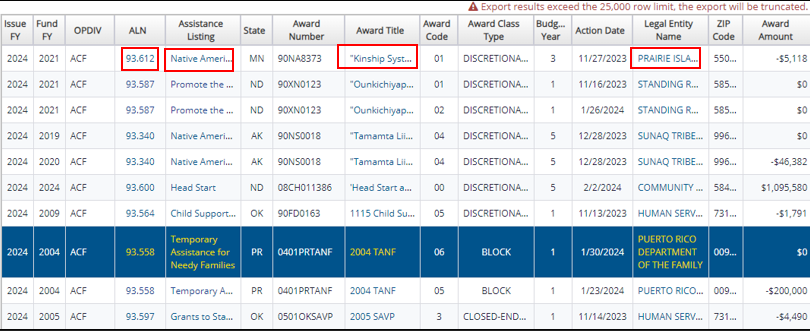 Export results exceed the 25,000 row limit, the export will be truncated.
Issue FY Fund FY OPDIV ALN Assistance Listing State Award Number Award Title Award Code Award Class Type Budg... Year Action Date Legal Entity Name ZIP Code Award Amount
2024 2021 ACF 93.612 Native Ameri... MN 90NA8373 "Kinship Syst... 01 DISCRETIONA... 3 11/27/2023 PRAIRIE ISLA... 550... -$5,118
2024 2021 ACF 93.587 Promote the ... ND 90XN0123 "Ounkichiyap... 01 DISCRETIONA... 1 11/16/2023 STANDING R... 585... $0
2024 2021 ACF 93.587 Promote the ... ND 90XN0123 "Ounkichiyap... 02 DISCRETIONA... 1 1/26/2024 STANDING R... 585... $0
2024 2019 ACF 93.340 Native Ameri... AK 90NS0018 "Tamamta Lii... 04 DISCRETIONA... 5 12/28/2023 SUNAQ TRIBE... 996... $0
2024 2020 ACF 93.340 Native Ameri... AK 90NS0018 "Tamamta Lii... 04 DISCRETIONA... 5 12/28/2023 SUNAQ TRIBE... 996... -$46,382
2024 2024 ACF 93.600 Head Start ND 08CH011386 'Head Start a... 00 DISCRETIONA... 5 2/2/2024 COMMUNITY ... 584... $1,095,580
2024 2009 ACF 93.564 Child Support... OK 90FD0163 1115 Child Su... 05 DISCRETIONA... 1 11/13/2023 HUMAN SERV... 731... -$1,791
2024 2004 ACF 93.558 Temporary Assistance for Needy Families PR 0401PRTANF 2004 TANF 06 BLOCK 1 1/30/2024 PUERTO RICO DEPARTMENT OF THE FAMILY 009... $0
2024 2004 ACF 93.558 Temporary A... PR 0401PRTANF 2004 TANF 05 BLOCK 1 1/23/2024 PUERTO RICO... 009... -$200,000
2024 2005 ACF 93.597 Grants to Sta... OK 0501OKSAVP 2005 SAVP 3 CLOSED-END... 1 11/14/2023 HUMAN SERV... 731... -$4,490